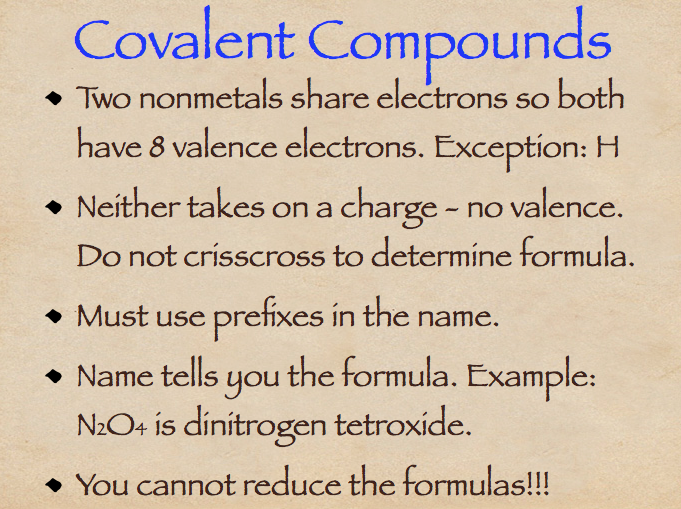 Covalent Compounds
Two nonmetals share electrons so both
have 8 valence electrons. Exception: H
Neither takes on a charge - no valence.
Do not crisscross to determine formula.
Must use prefixes in the name.
Name tells you the formula. Example:
N₂O₄ is dinitrogen tetroxide.
You cannot reduce the formulas!!!